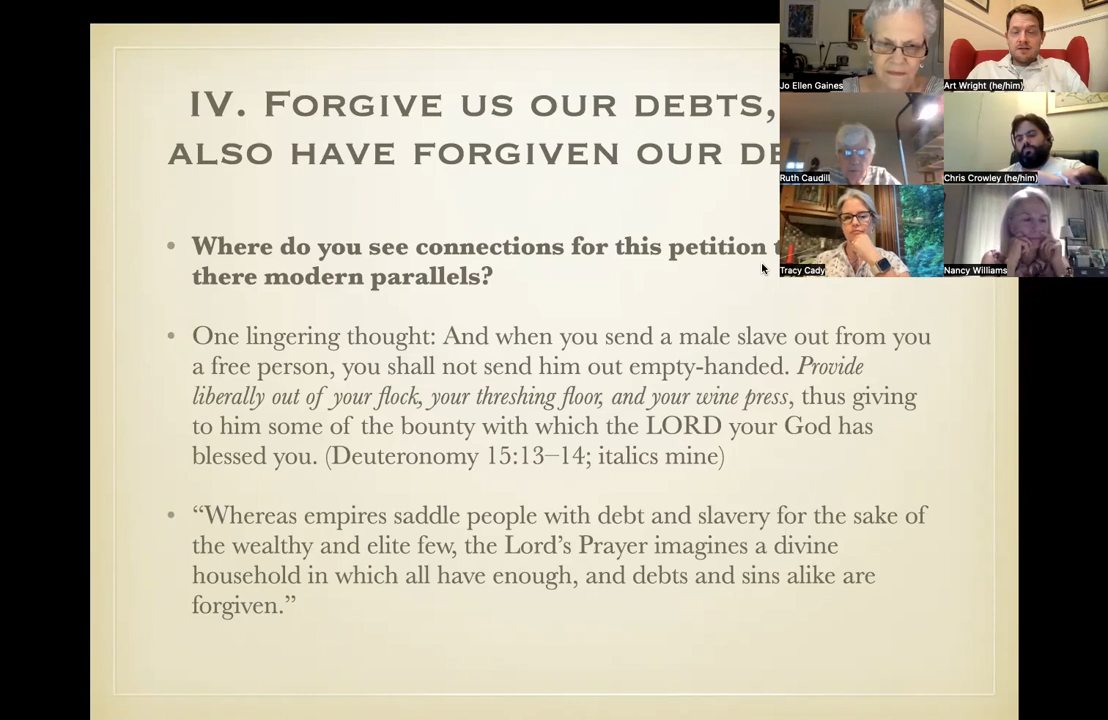 IV. FORGIVE US OUR DEBTS,
ALSO HAVE FORGIVEN OUR
• Where do you see connections for this petition
there modern parallels?
• One lingering thought: And when you send a male slave out from you
a free person, you shall not send him out empty-handed. Provide
liberally out of your flock, your threshing floor, and your wine press, thus giving
to him some of the bounty with which the LORD your God has
blessed you. (Deuteronomy 15:13–14; italics mine)
• “Whereas empires saddle people with debt and slavery for the sake of
the wealthy and elite few, the Lord’s Prayer imagines a divine
household in which all have enough, and debts and sins alike are
forgiven.”
Jo Ellen Gaines
Art Wright (he/him)
Ruth Caudill
Chris Crowley (he/him)
Tracy Cady
Nancy Williams